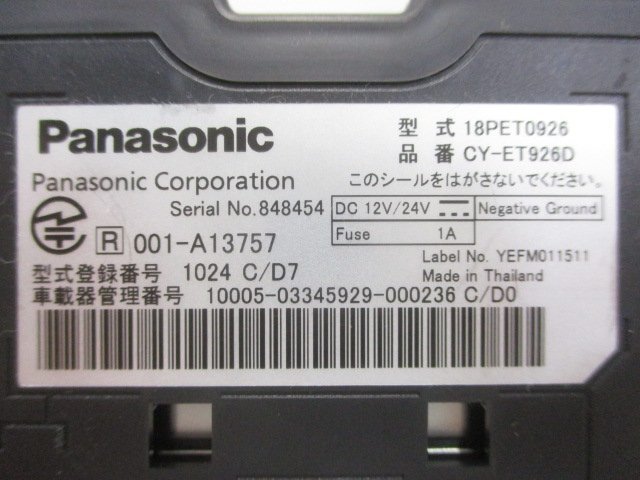 Panasonic
型式 18PET0926
品番 CY-ET926D
Panasonic Corporation
このシールをはがさないでください。
Serial No.848454
DC 12V/24V
Negative Ground
Fuse 1A
R 001-A13757
Label No. YEFM011511
型式登録番号 1024 C/D7
Made in Thailand
車載器管理番号 10005-03345929-000236 C/D0